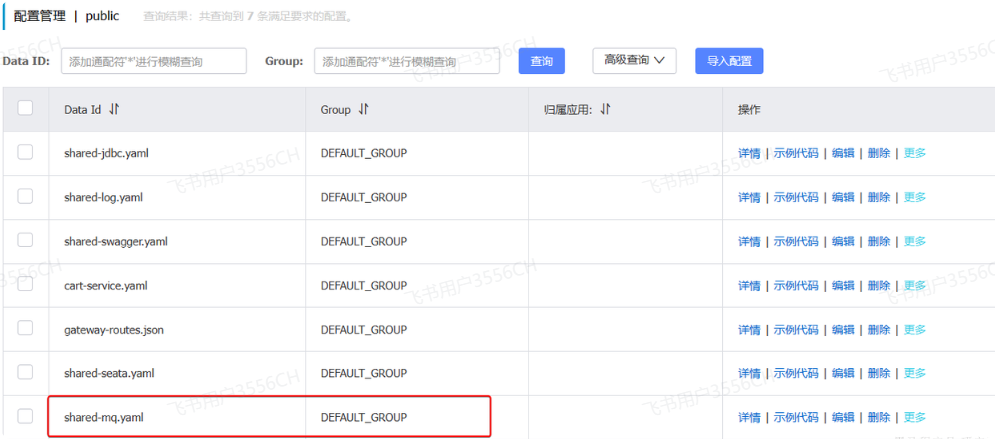 配置管理 | public 查询结果：共查询到 7 条满足要求的配置。
Data ID: 添加通配符'*'进行模糊查询 Group: 添加通配符'*'进行模糊查询 查询 高级查询 导入配置
Data Id Group 归属应用: 操作
shared-jdbc.yaml DEFAULT_GROUP 详情 | 示例代码 | 编辑 | 删除 | 更多
shared-log.yaml DEFAULT_GROUP 详情 | 示例代码 | 编辑 | 删除 | 更多
shared-swagger.yaml DEFAULT_GROUP 详情 | 示例代码 | 编辑 | 删除 | 更多
cart-service.yaml DEFAULT_GROUP 详情 | 示例代码 | 编辑 | 删除 | 更多
gateway-routes.json DEFAULT_GROUP 详情 | 示例代码 | 编辑 | 删除 | 更多
shared-seata.yaml DEFAULT_GROUP 详情 | 示例代码 | 编辑 | 删除 | 更多
shared-mq.yaml DEFAULT_GROUP 详情 | 示例代码 | 编辑 | 删除 | 更多
飞书用户3556CH